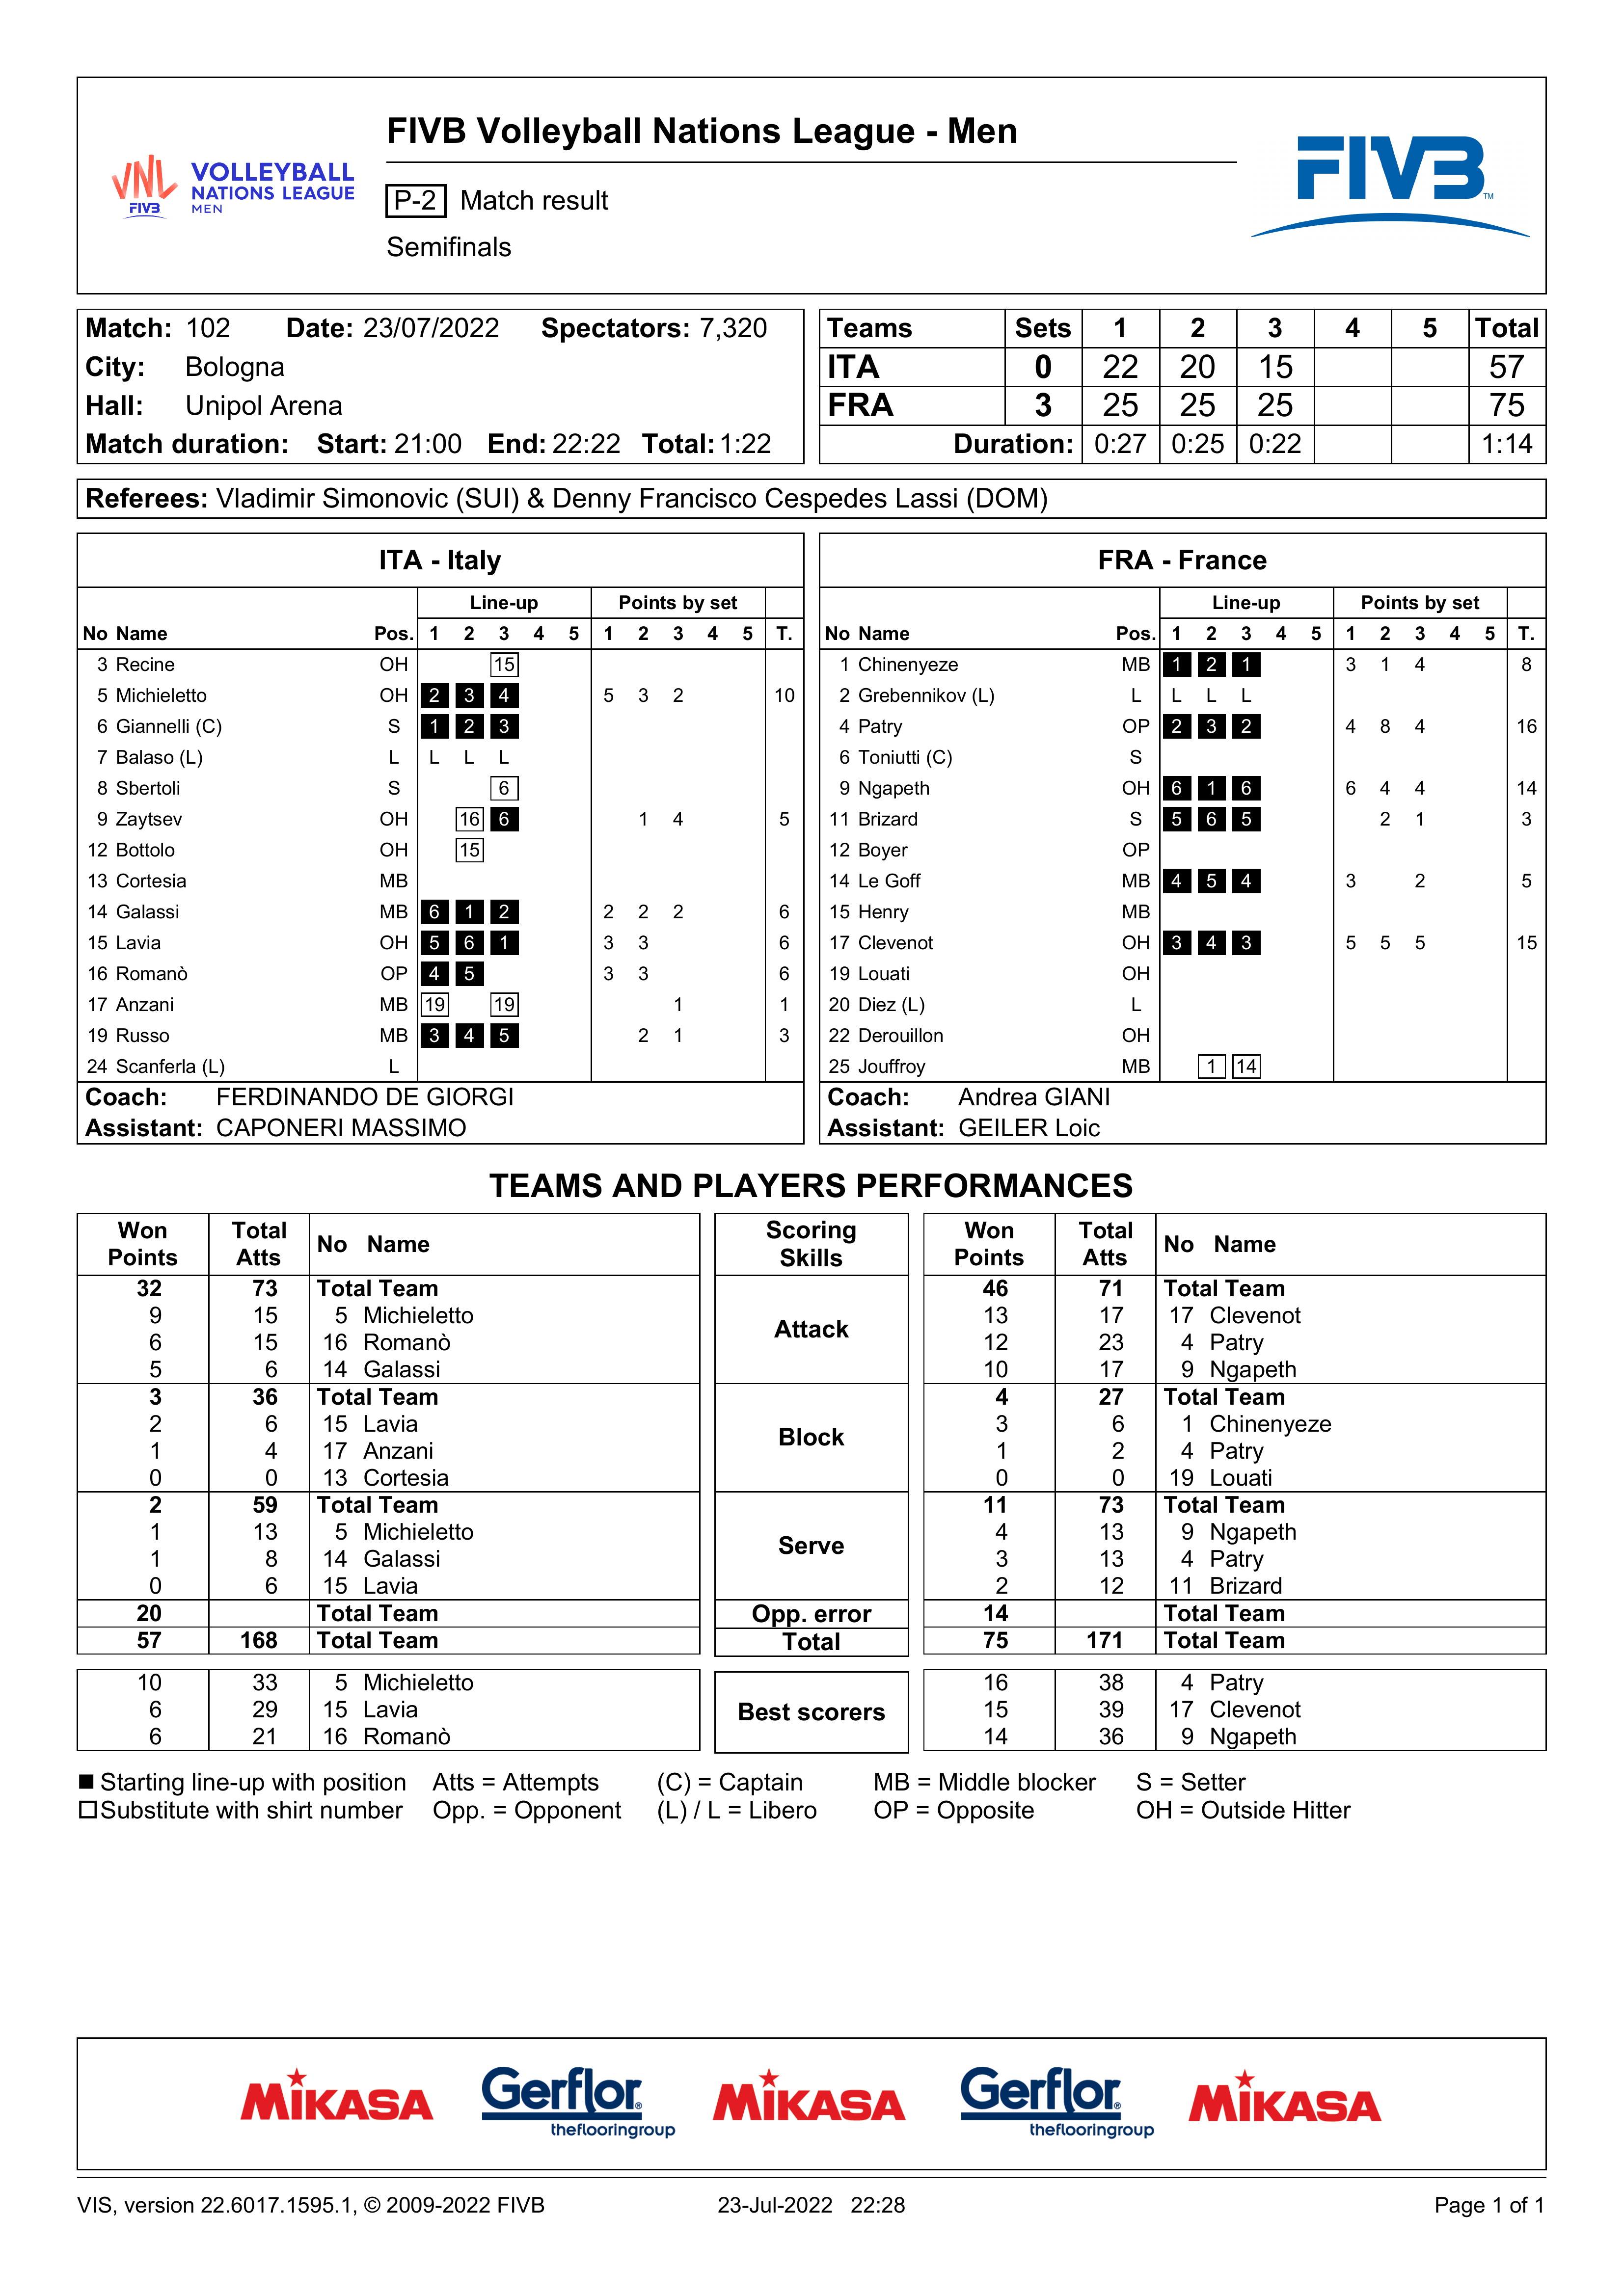 FIVB Volleyball Nations League - Men
VNL FIVB VOLLEYBALL NATIONS LEAGUE MEN
P-2 Match result
Semifinals
FIVB TM
Match: 102 Date: 23/07/2022 Spectators: 7,320
City: Bologna
Hall: Unipol Arena
Match duration: Start: 21:00 End: 22:22 Total: 1:22
Teams Sets 1 2 3 4 5 Total
ITA 0 22 20 15 57
FRA 3 25 25 25 75
Duration: 0:27 0:25 0:22 1:14
Referees: Vladimir Simonovic (SUI) & Denny Francisco Cespedes Lassi (DOM)
ITA - Italy
Line-up Points by set
No Name Pos. 1 2 3 4 5 1 2 3 4 5 T.
3 Recine OH 15
5 Michieletto OH 2 3 4 5 3 2 10
6 Giannelli (C) S 1 2 3
7 Balaso (L) L L L L
8 Sbertoli S 6
9 Zaytsev OH 16 6 1 4 5
12 Bottolo OH 15
13 Cortesia MB
14 Galassi MB 6 1 2 2 2 2 6
15 Lavia OH 5 6 1 3 3 6
16 Romanò OP 4 5 3 3 6
17 Anzani MB 19 19 1 1
19 Russo MB 3 4 5 2 1 3
24 Scanferla (L) L
Coach: FERDINANDO DE GIORGI
Assistant: CAPONERI MASSIMO
FRA - France
Line-up Points by set
No Name Pos. 1 2 3 4 5 1 2 3 4 5 T.
1 Chinenyeze MB 1 2 1 3 1 4 8
2 Grebennikov (L) L L L L
4 Patry OP 2 3 2 4 8 4 16
6 Toniutti (C) S
9 Ngapeth OH 6 1 6 6 4 4 14
11 Brizard S 5 6 5 2 1 3
12 Boyer OP
14 Le Goff MB 4 5 4 3 2 5
15 Henry MB
17 Clevenot OH 3 4 3 5 5 5 15
19 Louati OH
20 Diez (L) L
22 Derouillon OH
25 Jouffroy MB 1 14
Coach: Andrea GIANI
Assistant: GEILER Loic
TEAMS AND PLAYERS PERFORMANCES
Won Points Total Atts No Name Scoring Skills Won Points Total Atts No Name
32 73 Total Team Attack 46 71 Total Team
9 15 5 Michieletto 13 17 17 Clevenot
6 15 16 Romanò 12 23 4 Patry
5 6 14 Galassi 10 17 9 Ngapeth
3 36 Total Team Block 4 27 Total Team
2 6 15 Lavia 3 6 1 Chinenyeze
1 4 17 Anzani 1 2 4 Patry
0 0 13 Cortesia 0 0 19 Louati
2 59 Total Team Serve 11 73 Total Team
1 13 5 Michieletto 4 13 9 Ngapeth
1 8 14 Galassi 3 13 4 Patry
0 6 15 Lavia 2 12 11 Brizard
20 Total Team Opp. error 14 Total Team
57 168 Total Team Total 75 171 Total Team
10 33 5 Michieletto Best scorers 16 38 4 Patry
6 29 15 Lavia 15 39 17 Clevenot
6 21 16 Romanò 14 36 9 Ngapeth
Starting line-up with position Atts = Attempts (C) = Captain MB = Middle blocker S = Setter
Substitute with shirt number Opp. = Opponent (L) / L = Libero OP = Opposite OH = Outside Hitter
MiKASA Gerflor® theflooringgroup MiKASA Gerflor® theflooringgroup MiKASA
VIS, version 22.6017.1595.1, © 2009-2022 FIVB 23-Jul-2022 22:28 Page 1 of 1